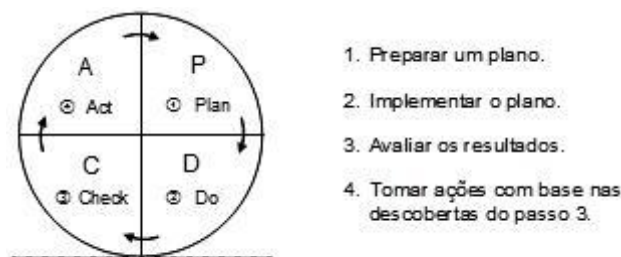 A P
④ Act ① Plan
C D
③ Check ② Do
1. Preparar um plano.
2. Implementar o plano.
3. Avaliar os resultados.
4. Tomar ações com base nas
descobertas do passo 3.